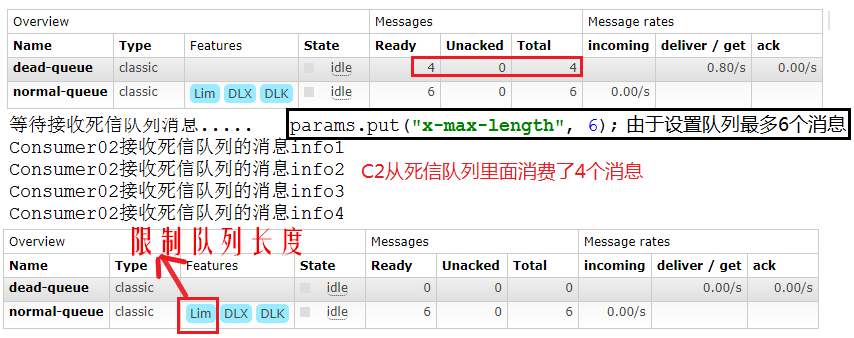 Overview Messages Message rates
Name Type Features State Ready Unacked Total incoming deliver / get ack
dead-queue classic idle 4 0 4 0.80/s 0.00/s
normal-queue classic Lim DLX DLK idle 6 0 6 0.00/s
等待接收死信队列消息..... params.put("x-max-length", 6); 由于设置队列最多6个消息
Consumer02接收死信队列的消息info1
Consumer02接收死信队列的消息info2 C2从死信队列里面消费了4个消息
Consumer02接收死信队列的消息info3
Consumer02接收死信队列的消息info4
Overview Messages Message rates
限制队列长度
Name Type Features State Ready Unacked Total incoming deliver / get ack
dead-queue classic idle 0 0 0 0.00/s 0.00/s
normal-queue classic Lim DLX DLK idle 6 0 6 0.00/s